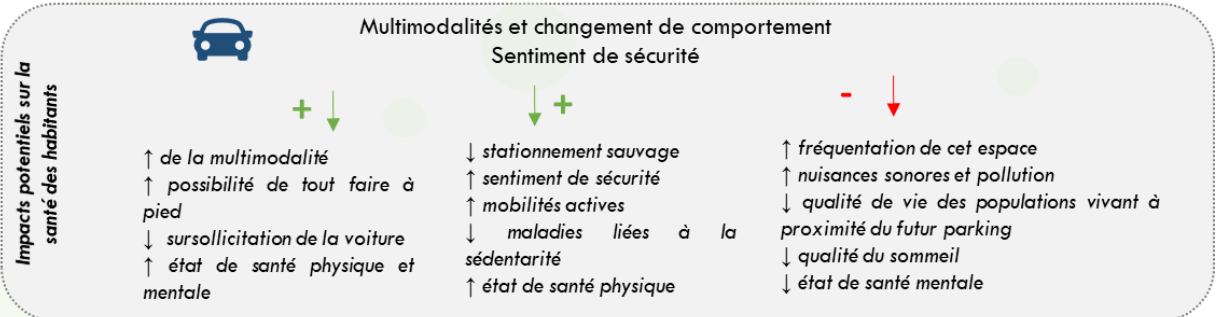 Impacts potentiels sur la
santé des habitants
Multimodalités et changement de comportement
Sentiment de sécurité
+
↑ de la multimodalité
↑ possibilité de tout faire à
pied
↓ sursollicitation de la voiture
↑ état de santé physique et
mentale
+
↓ stationnement sauvage
↑ sentiment de sécurité
↑ mobilités actives
↓ maladies liées à la
sédentarité
↑ état de santé physique
-
↑ fréquentation de cet espace
↑ nuisances sonores et pollution
↓ qualité de vie des populations vivant à
proximité du futur parking
↓ qualité du sommeil
↓ état de santé mentale